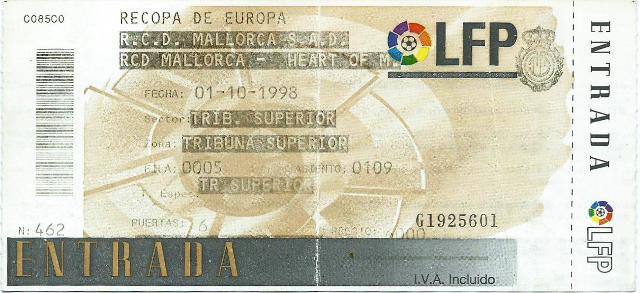 C085C0
RECOPA DE EUROPA
R.C.D. MALLORCA S.A.D.
RCD MALLORCA - HEART OF M.
LFP
FECHA: 01-10-1998
Sector: TRIB. SUPERIOR
Zona: TRIBUNA SUPERIOR
FILA: 0005 ASIENTO: 0109
T. Espec TR.SUPERIOR
PUERTAS: 6
G1925601
N: 462
ENTRADA
I.V.A. Incluido
ENTRADA
LFP